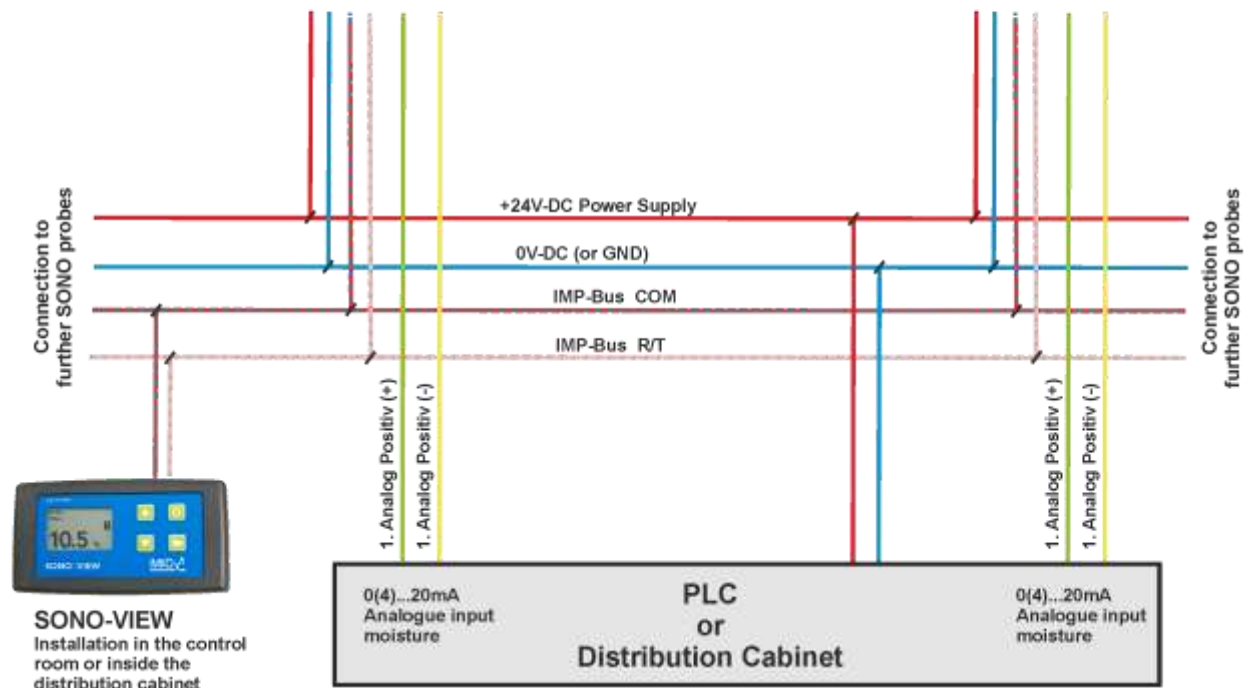 +24V-DC Power Supply
0V-DC (or GND)
IMP-Bus COM
IMP-Bus R/T
Connection to
further SONO probes
Connection to
further SONO probes
1. Analog Positiv (+)
1. Analog Positiv (-)
1. Analog Positiv (+)
1. Analog Positiv (-)
10.5 %
SONO-VIEW
IMKO
SONO-VIEW
Installation in the control
room or inside the
distribution cabinet
0(4)...20mA
Analogue input
moisture
PLC
or
Distribution Cabinet
0(4)...20mA
Analogue input
moisture